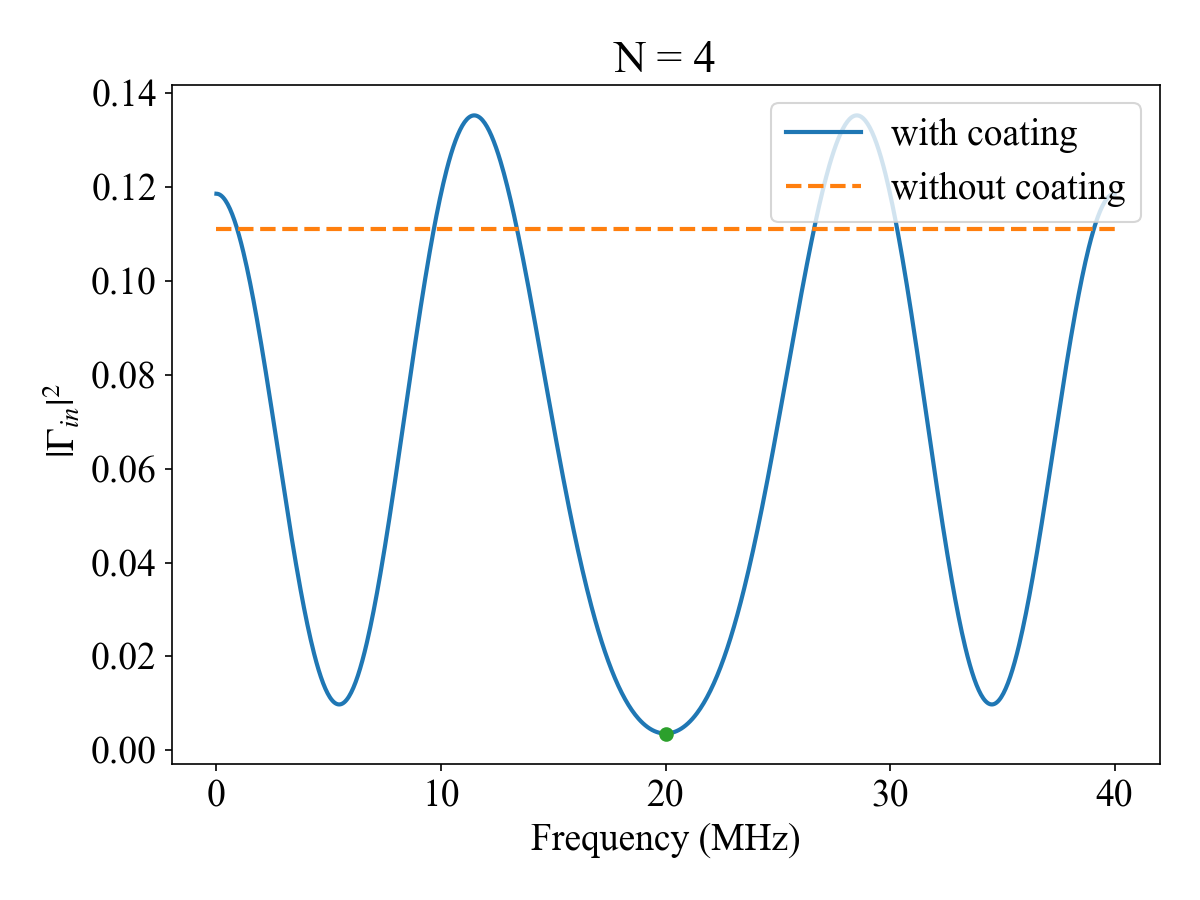 N = 4
0.14
0.12
0.10
0.08
0.06
0.04
0.02
0.00
|Γin|²
with coating
without coating
0 10 20 30 40
Frequency (MHz)